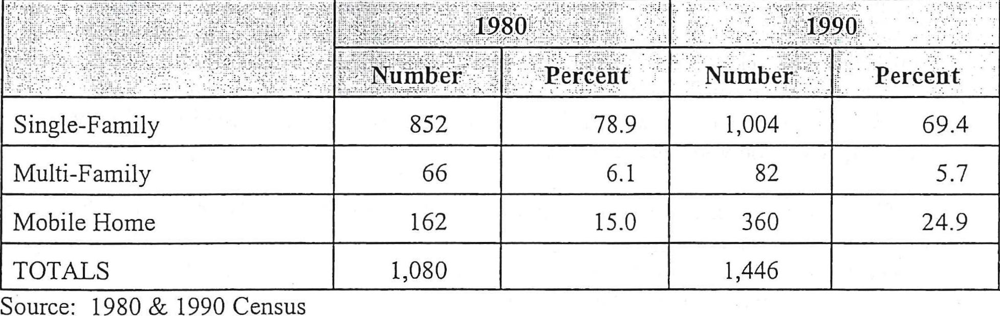 1980 1990
Number Percent Number Percent
Single-Family 852 78.9 1,004 69.4
Multi-Family 66 6.1 82 5.7
Mobile Home 162 15.0 360 24.9
TOTALS 1,080 1,446
Source: 1980 & 1990 Census